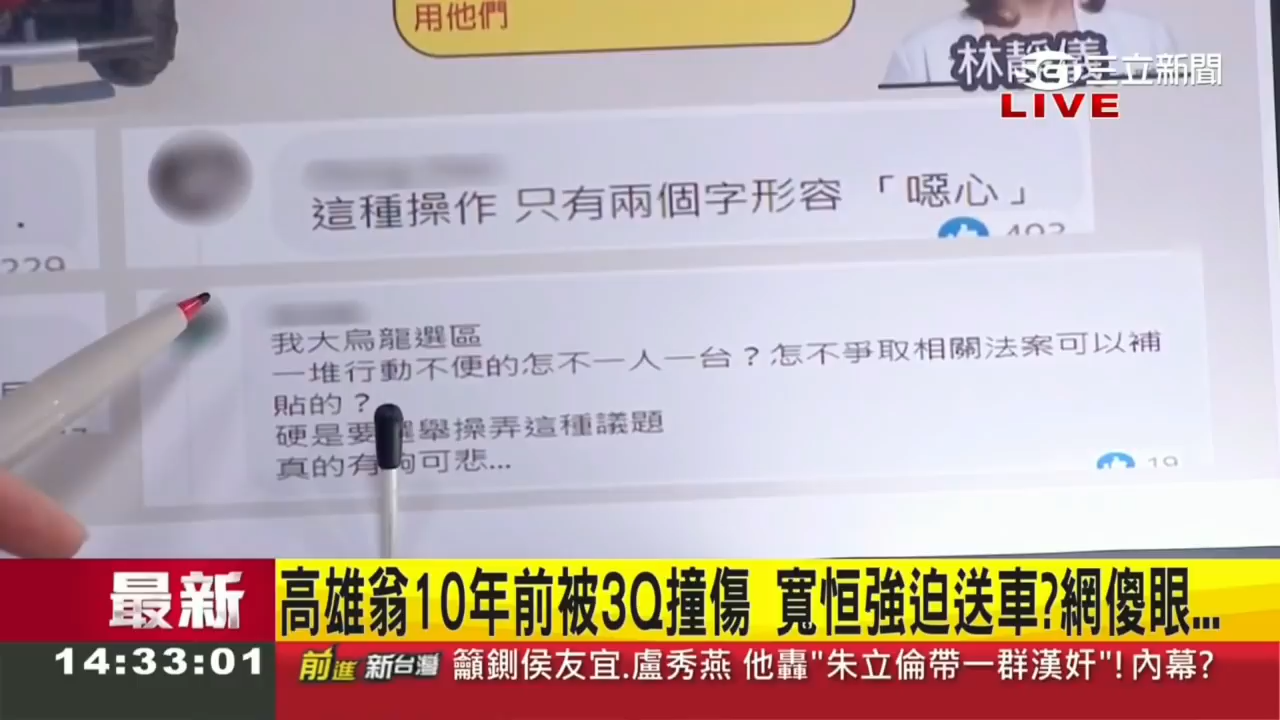 用他們
林靜儀
三立新聞
LIVE
這種操作 只有兩個字形容 「噁心」
492
229
我大烏龍選區
一堆行動不便的怎不一人一台？怎不爭取相關法案可以補
貼的？
硬是要選舉操弄這種議題
真的有夠可悲...
19
最新
高雄翁10年前被3Q撞傷 寬恒強迫送車?網傻眼...
14:33:01
前進 新台灣
籲鍘侯友宜.盧秀燕 他轟"朱立倫帶一群漢奸"!內幕?